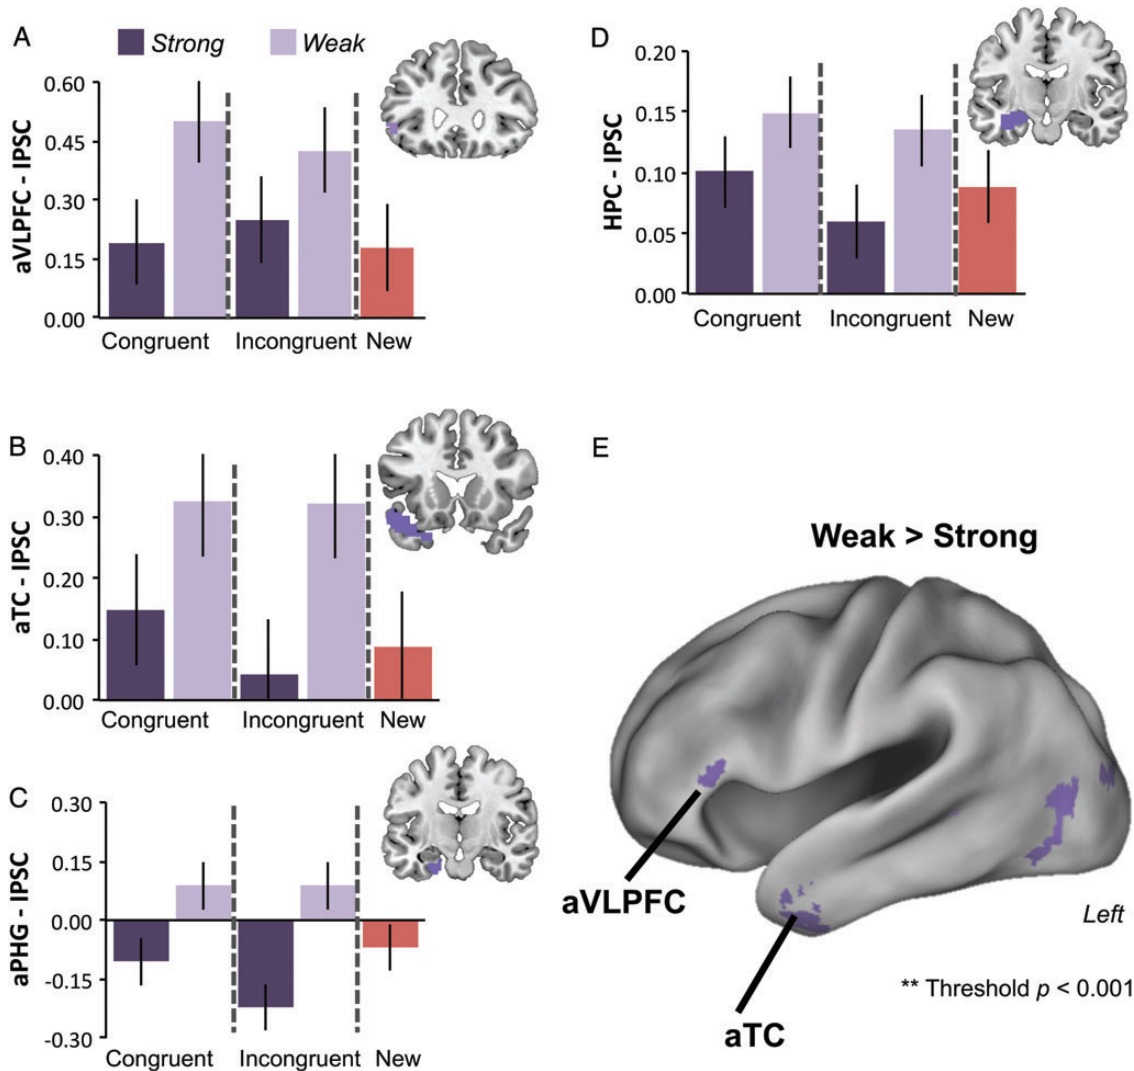 A
Strong Weak
aVLPFC - IPSC
0.60
0.45
0.30
0.15
0.00
Congruent Incongruent New
B
aTC - IPSC
0.40
0.30
0.20
0.10
0.00
Congruent Incongruent New
C
aPHG - IPSC
0.30
0.15
0.00
-0.15
-0.30
Congruent Incongruent New
D
HPC - IPSC
0.20
0.15
0.10
0.05
0.00
Congruent Incongruent New
E
Weak > Strong
aVLPFC
aTC
Left
** Threshold p < 0.001